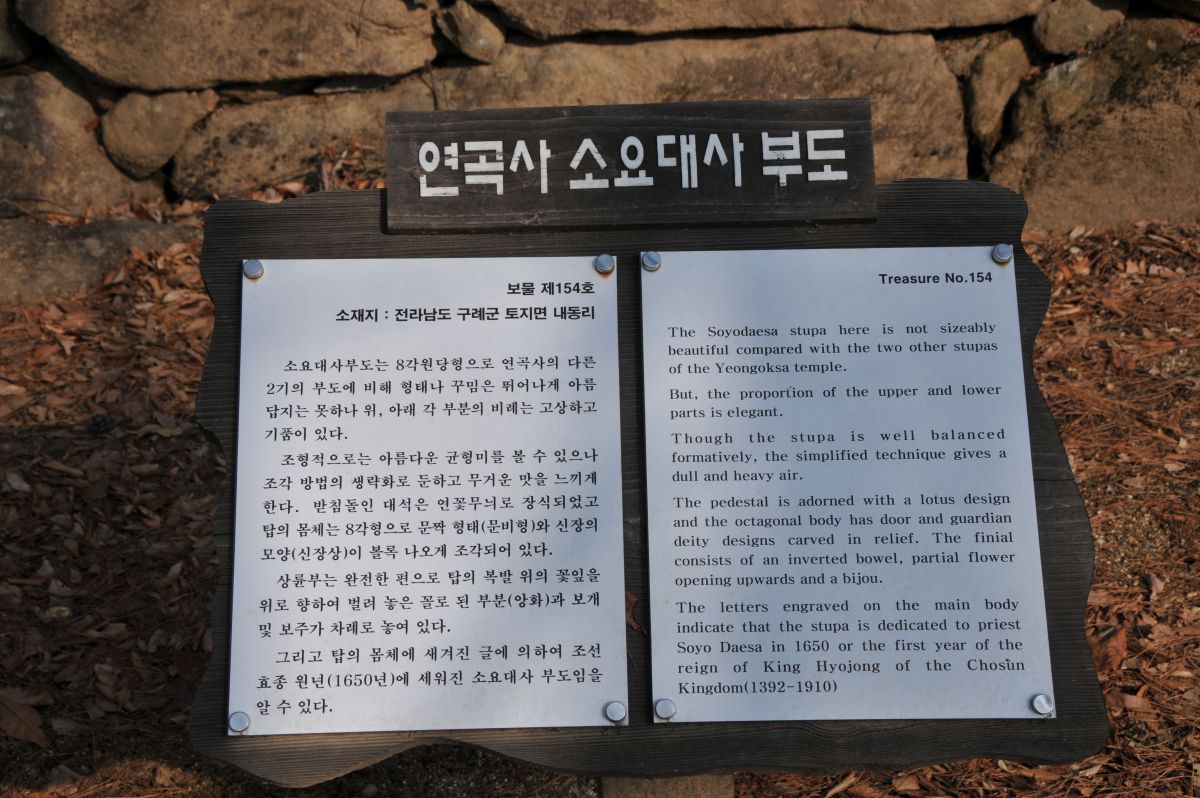 연곡사 소요대사 부도
보물 제154호
소재지 : 전라남도 구례군 토지면 내동리
소요대사부도는 8각원당형으로 연곡사의 다른
2기의 부도에 비해 형태나 꾸밈은 뛰어나게 아름
답지는 못하나 위, 아래 각 부분의 비례는 고상하고
기품이 있다.
조형적으로는 아름다운 균형미를 볼 수 있으나
조각 방법의 생략화로 둔하고 무거운 맛을 느끼게
한다. 받침돌인 대석은 연꽃무늬로 장식되었고
탑의 몸체는 8각형으로 문짝 형태(문비형)와 신장의
모양(신장상)이 볼록 나오게 조각되어 있다.
상륜부는 완전한 편으로 탑의 복발 위의 꽃잎을
위로 향하여 벌려 놓은 꼴로 된 부분(앙화)과 보개
및 보주가 차례로 놓여 있다.
그리고 탑의 몸체에 새겨진 글에 의하여 조선
효종 원년(1650년)에 세워진 소요대사 부도임을
알 수 있다.
Treasure No.154
The Soyodaesa stupa here is not sizeably
beautiful compared with the two other stupas
of the Yeongoksa temple.
But, the proportion of the upper and lower
parts is elegant.
Though the stupa is well balanced
formatively, the simplified technique gives a
dull and heavy air.
The pedestal is adorned with a lotus design
and the octagonal body has door and guardian
deity designs carved in relief. The finial
consists of an inverted bowel, partial flower
opening upwards and a bijou.
The letters engraved on the main body
indicate that the stupa is dedicated to priest
Soyo Daesa in 1650 or the first year of the
reign of King Hyojong of the Chosŭn
Kingdom(1392-1910)